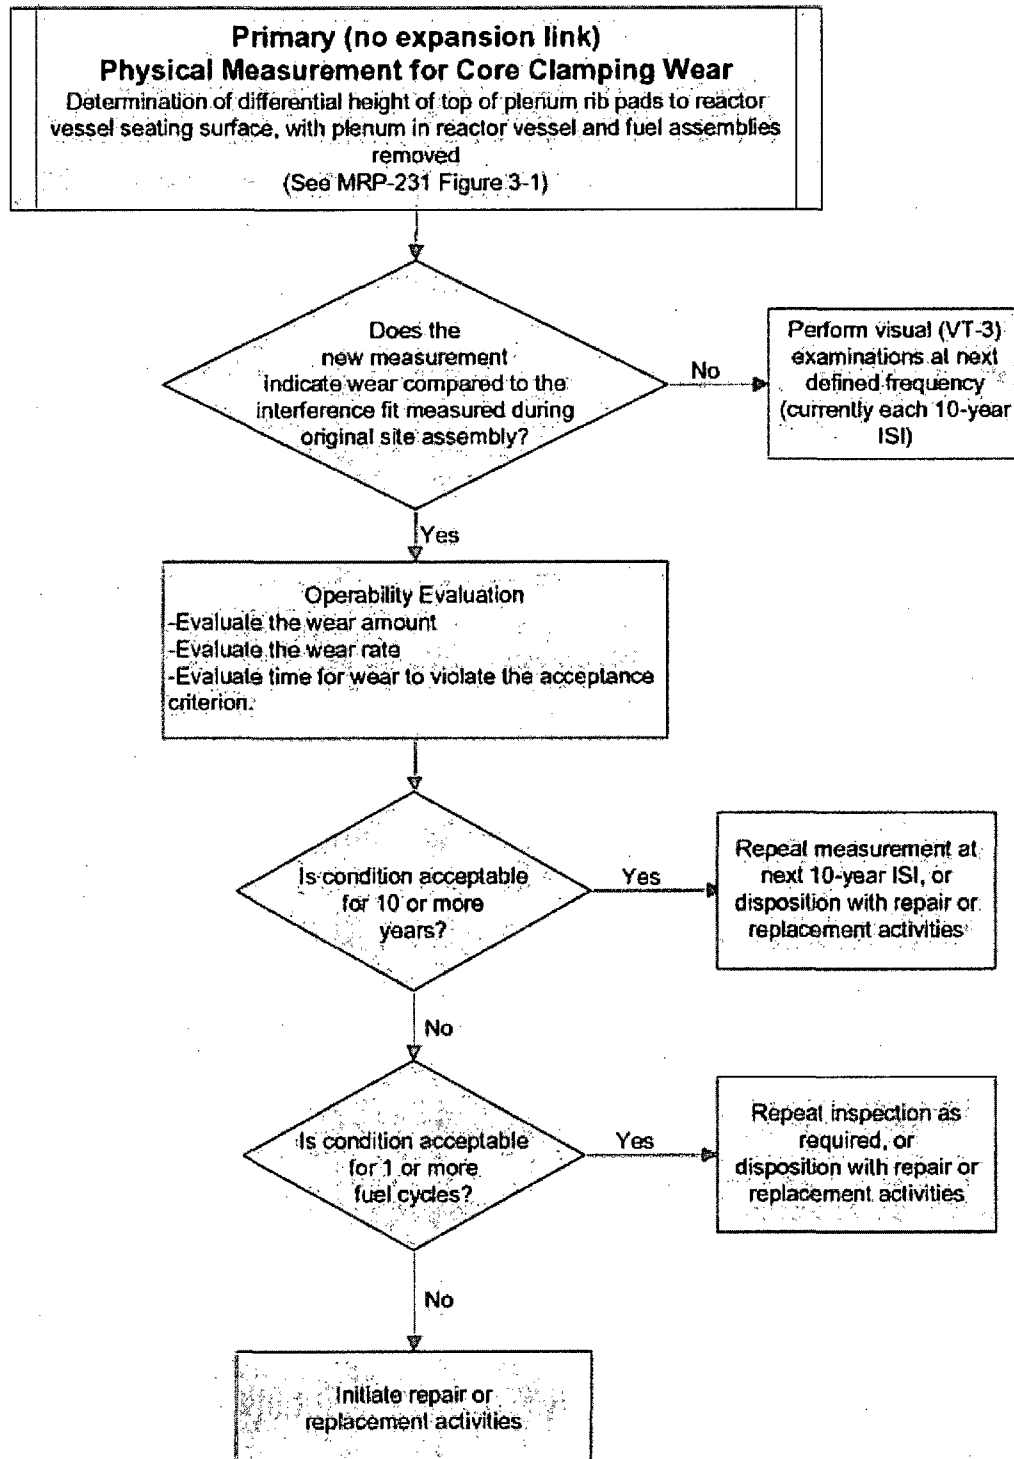 Primary (no expansion link)
Physical Measurement for Core Clamping Wear
Determination of differential height of top of plenum rib pads to reactor
vessel seating surface, with plenum in reactor vessel and fuel assemblies
removed
(See MRP-231 Figure 3-1)
Does the
new measurement
indicate wear compared to the
interference fit measured during
original site assembly?
No
Perform visual (VT-3)
examinations at next
defined frequency
(currently each 10-year
ISI)
Yes
Operability Evaluation
-Evaluate the wear amount
-Evaluate the wear rate
-Evaluate time for wear to violate the acceptance
criterion.
Is condition acceptable
for 10 or more
years?
Yes
Repeat measurement at
next 10-year ISI, or
disposition with repair or
replacement activities
No
Is condition acceptable
for 1 or more
fuel cycles?
Yes
Repeat inspection as
required, or
disposition with repair or
replacement activities
No
Initiate repair or
replacement activities